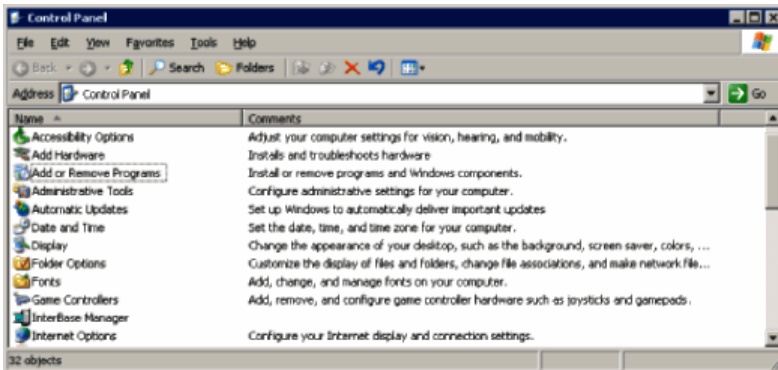 Control Panel
File Edit View Favorites Tools Help
Back Search Folders
Address Control Panel Go
Name Comments
Accessibility Options Adjust your computer settings for vision, hearing, and mobility.
Add Hardware Installs and troubleshoots hardware
Add or Remove Programs Install or remove programs and Windows components.
Administrative Tools Configure administrative settings for your computer.
Automatic Updates Set up Windows to automatically deliver important updates
Date and Time Set the date, time, and time zone for your computer.
Display Change the appearance of your desktop, such as the background, screen saver, colors, ...
Folder Options Customize the display of files and folders, change file associations, and make network file...
Fonts Add, change, and manage fonts on your computer.
Game Controllers Add, remove, and configure game controller hardware such as joysticks and gamepads.
InterBase Manager
Internet Options Configure your Internet display and connection settings.
32 objects